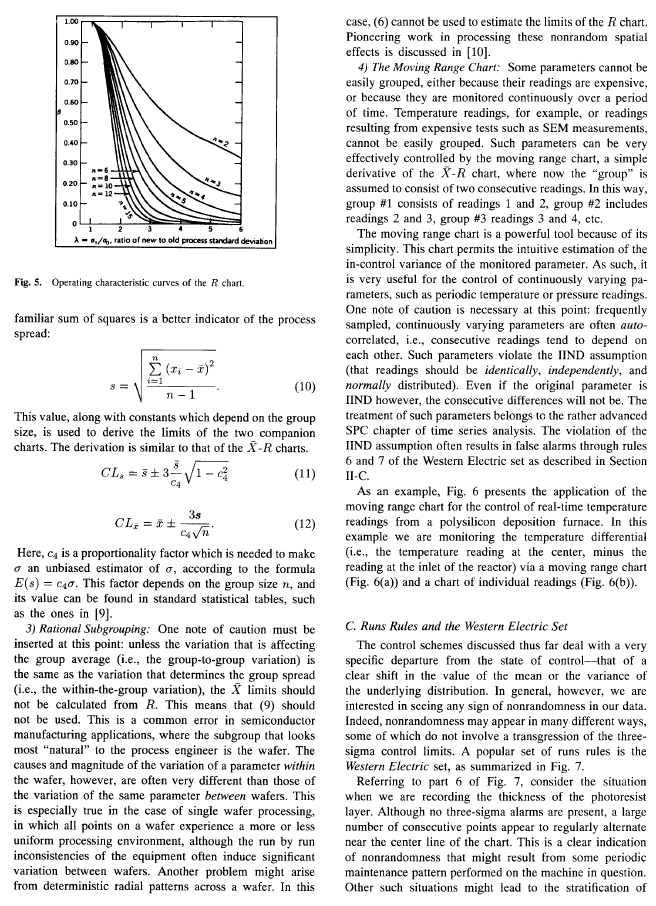 1.00
0.90
0.80
0.70
0.60
0.50
0.40
0.30
0.20
0.10
0
β
n=2
n=3
n=4
n=5
n=6
n=8
n=10
n=12
n=15
1 2 3 4 5 6
λ = σ₁/σ₀, ratio of new to old process standard deviation
Fig. 5. Operating characteristic curves of the R chart.
familiar sum of squares is a better indicator of the process
spread:
s = √(∑ⁿᵢ₌₁ (xᵢ − x̄)² / (n − 1)). (10)
This value, along with constants which depend on the group
size, is used to derive the limits of the two companion
charts. The derivation is similar to that of the X̄-R charts.
CLₛ = s̄ ± 3 (s̄/c₄) √(1 − c₄²) (11)
CLx̄ = x̄ ± 3s/(c₄√n). (12)
Here, c₄ is a proportionality factor which is needed to make
σ an unbiased estimator of σ, according to the formula
E(s) = c₄σ. This factor depends on the group size n, and
its value can be found in standard statistical tables, such
as the ones in [9].
3) Rational Subgrouping: One note of caution must be
inserted at this point: unless the variation that is affecting
the group average (i.e., the group-to-group variation) is
the same as the variation that determines the group spread
(i.e., the within-the-group variation), the X̄ limits should
not be calculated from R. This means that (9) should
not be used. This is a common error in semiconductor
manufacturing applications, where the subgroup that looks
most “natural” to the process engineer is the wafer. The
causes and magnitude of the variation of a parameter within
the wafer, however, are often very different than those of
the variation of the same parameter between wafers. This
is especially true in the case of single wafer processing,
in which all points on a wafer experience a more or less
uniform processing environment, although the run by run
inconsistencies of the equipment often induce significant
variation between wafers. Another problem might arise
from deterministic radial patterns across a wafer. In this
case, (6) cannot be used to estimate the limits of the R chart.
Pioneering work in processing these nonrandom spatial
effects is discussed in [10].
4) The Moving Range Chart: Some parameters cannot be
easily grouped, either because their readings are expensive,
or because they are monitored continuously over a period
of time. Temperature readings, for example, or readings
resulting from expensive tests such as SEM measurements,
cannot be easily grouped. Such parameters can be very
effectively controlled by the moving range chart, a simple
derivative of the X̄-R chart, where now the “group” is
assumed to consist of two consecutive readings. In this way,
group #1 consists of readings 1 and 2, group #2 includes
readings 2 and 3, group #3 readings 3 and 4, etc.
The moving range chart is a powerful tool because of its
simplicity. This chart permits the intuitive estimation of the
in-control variance of the monitored parameter. As such, it
is very useful for the control of continuously varying pa-
rameters, such as periodic temperature or pressure readings.
One note of caution is necessary at this point: frequently
sampled, continuously varying parameters are often auto-
correlated, i.e., consecutive readings tend to depend on
each other. Such parameters violate the IIND assumption
(that readings should be identically, independently, and
normally distributed). Even if the original parameter is
IIND however, the consecutive differences will not be. The
treatment of such parameters belongs to the rather advanced
SPC chapter of time series analysis. The violation of the
IIND assumption often results in false alarms through rules
6 and 7 of the Western Electric set as described in Section
II-C.
As an example, Fig. 6 presents the application of the
moving range chart for the control of real-time temperature
readings from a polysilicon deposition furnace. In this
example we are monitoring the temperature differential
(i.e., the temperature reading at the center, minus the
reading at the inlet of the reactor) via a moving range chart
(Fig. 6(a)) and a chart of individual readings (Fig. 6(b)).
C. Runs Rules and the Western Electric Set
The control schemes discussed thus far deal with a very
specific departure from the state of control—that of a
clear shift in the value of the mean or the variance of
the underlying distribution. In general, however, we are
interested in seeing any sign of nonrandomness in our data.
Indeed, nonrandomness may appear in many different ways,
some of which do not involve a transgression of the three-
sigma control limits. A popular set of runs rules is the
Western Electric set, as summarized in Fig. 7.
Referring to part 6 of Fig. 7, consider the situation
when we are recording the thickness of the photoresist
layer. Although no three-sigma alarms are present, a large
number of consecutive points appear to regularly alternate
near the center line of the chart. This is a clear indication
of nonrandomness that might result from some periodic
maintenance pattern performed on the machine in question.
Other such situations might lead to the stratification of